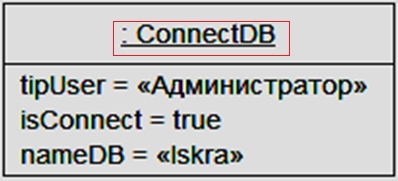 : ConnectDB
tipUser = «Администратор»
isConnect = true
nameDB = «Iskra»